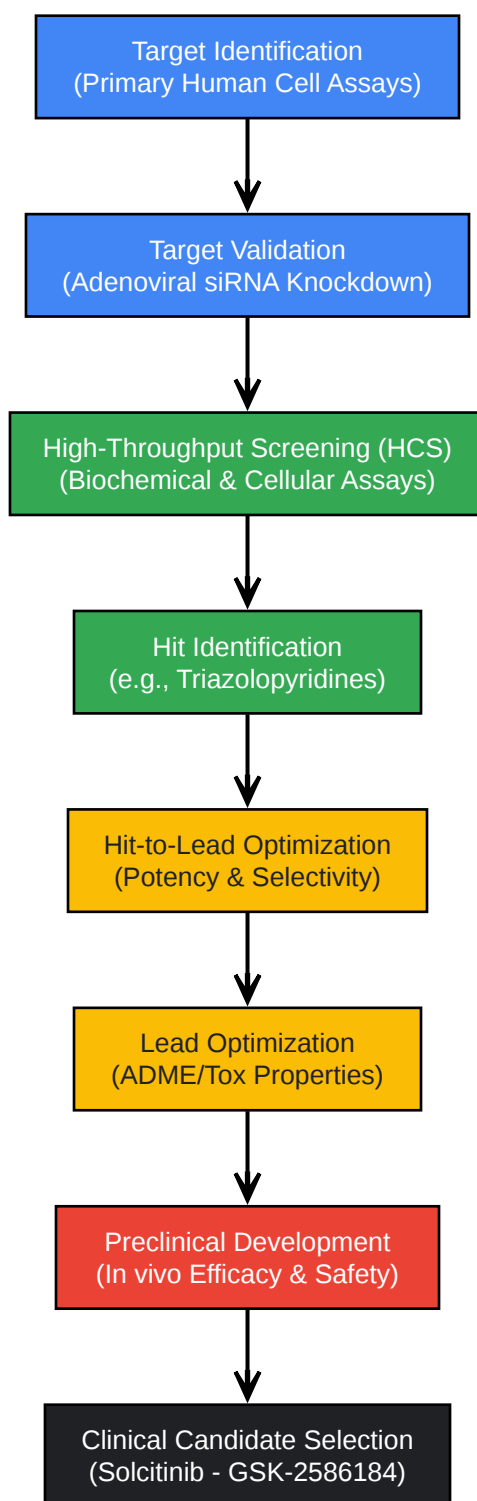 Target Identification
(Primary Human Cell Assays)
Target Validation
(Adenoviral siRNA Knockdown)
High-Throughput Screening (HCS)
(Biochemical & Cellular Assays)
Hit Identification
(e.g., Triazolopyridines)
Hit-to-Lead Optimization
(Potency & Selectivity)
Lead Optimization
(ADME/Tox Properties)
Preclinical Development
(In vivo Efficacy & Safety)
Clinical Candidate Selection
(Solcitinib - GSK-2586184)